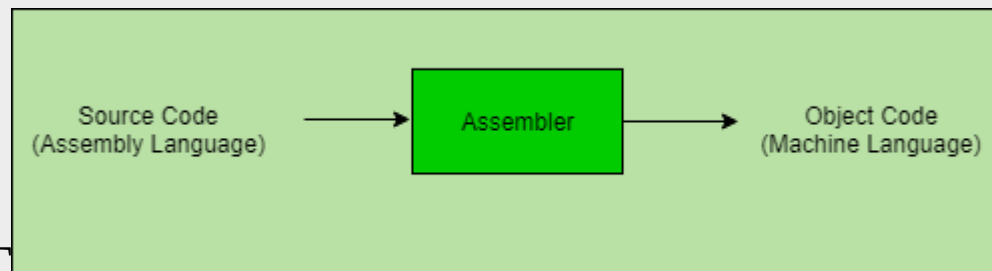 Source Code
(Assembly Language)
Assembler
Object Code
(Machine Language)